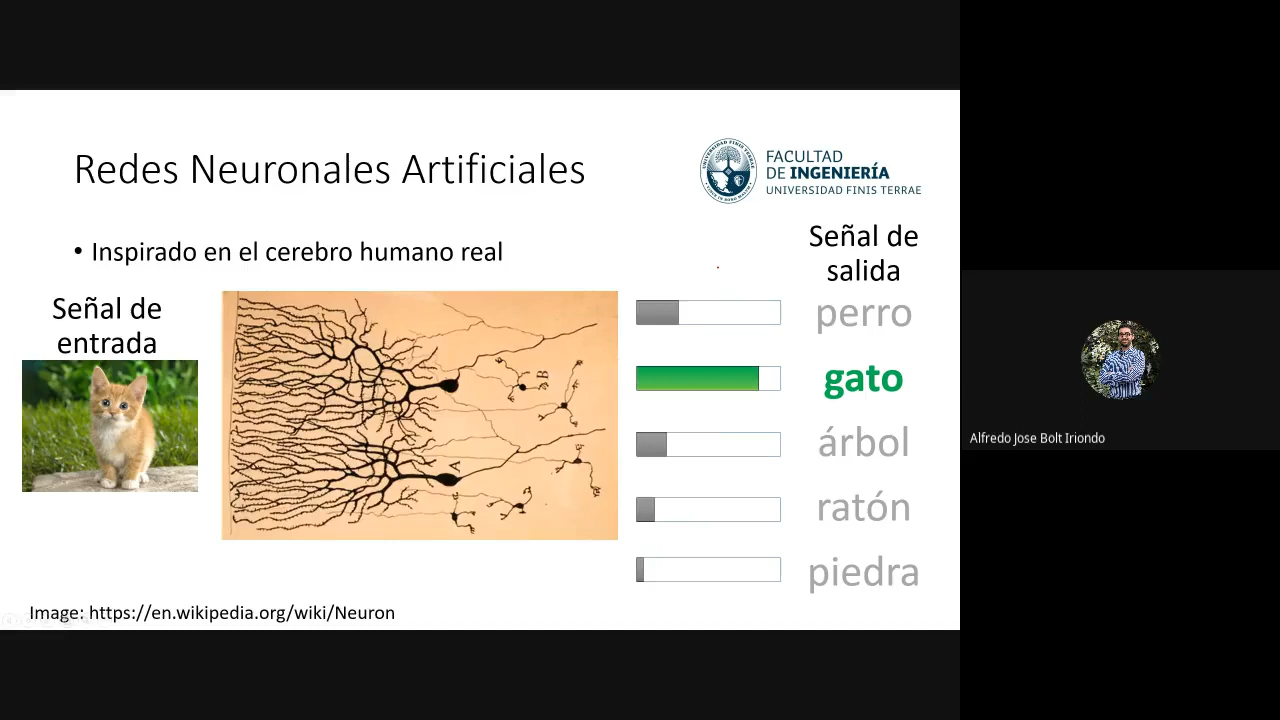 Redes Neuronales Artificiales
FACULTAD
DE INGENIERÍA
UNIVERSIDAD FINIS TERRAE
• Inspirado en el cerebro humano real
Señal de
entrada
A
B
Señal de
salida
perro
gato
árbol
ratón
piedra
Image: https://en.wikipedia.org/wiki/Neuron
Alfredo Jose Bolt Iriondo